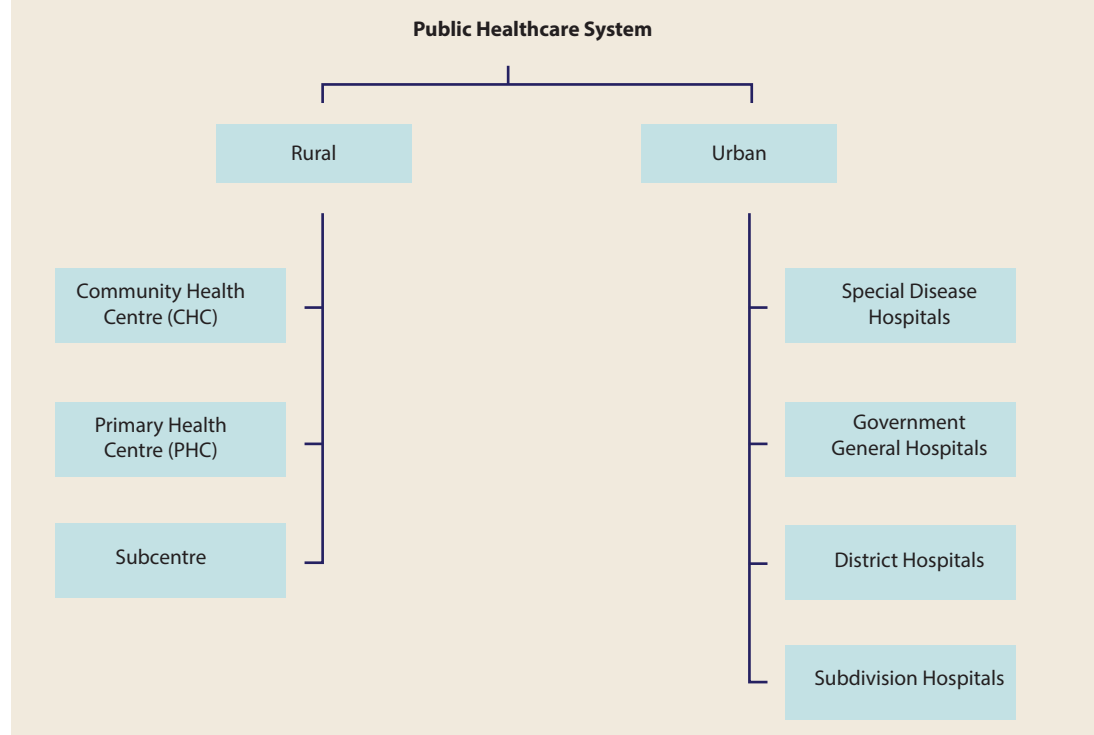 Public Healthcare System
Rural
Urban
Community Health
Centre (CHC)
Primary Health
Centre (PHC)
Subcentre
Special Disease
Hospitals
Government
General Hospitals
District Hospitals
Subdivision Hospitals